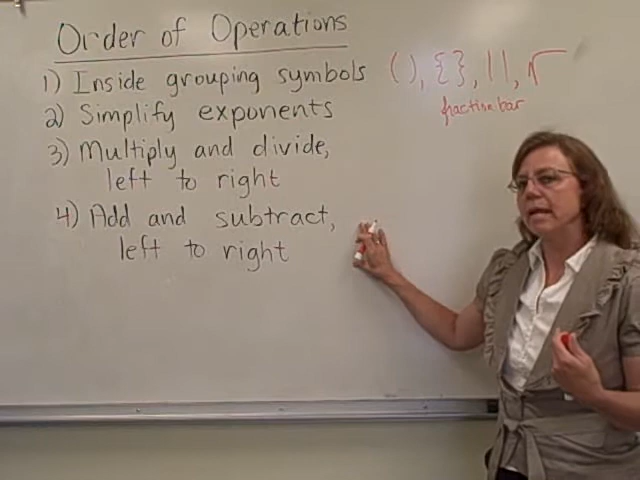 Order of Operations
1) Inside grouping symbols ( ), { }, | |, √
fraction bar
2) Simplify exponents
3) Multiply and divide,
left to right
4) Add and subtract,
left to right